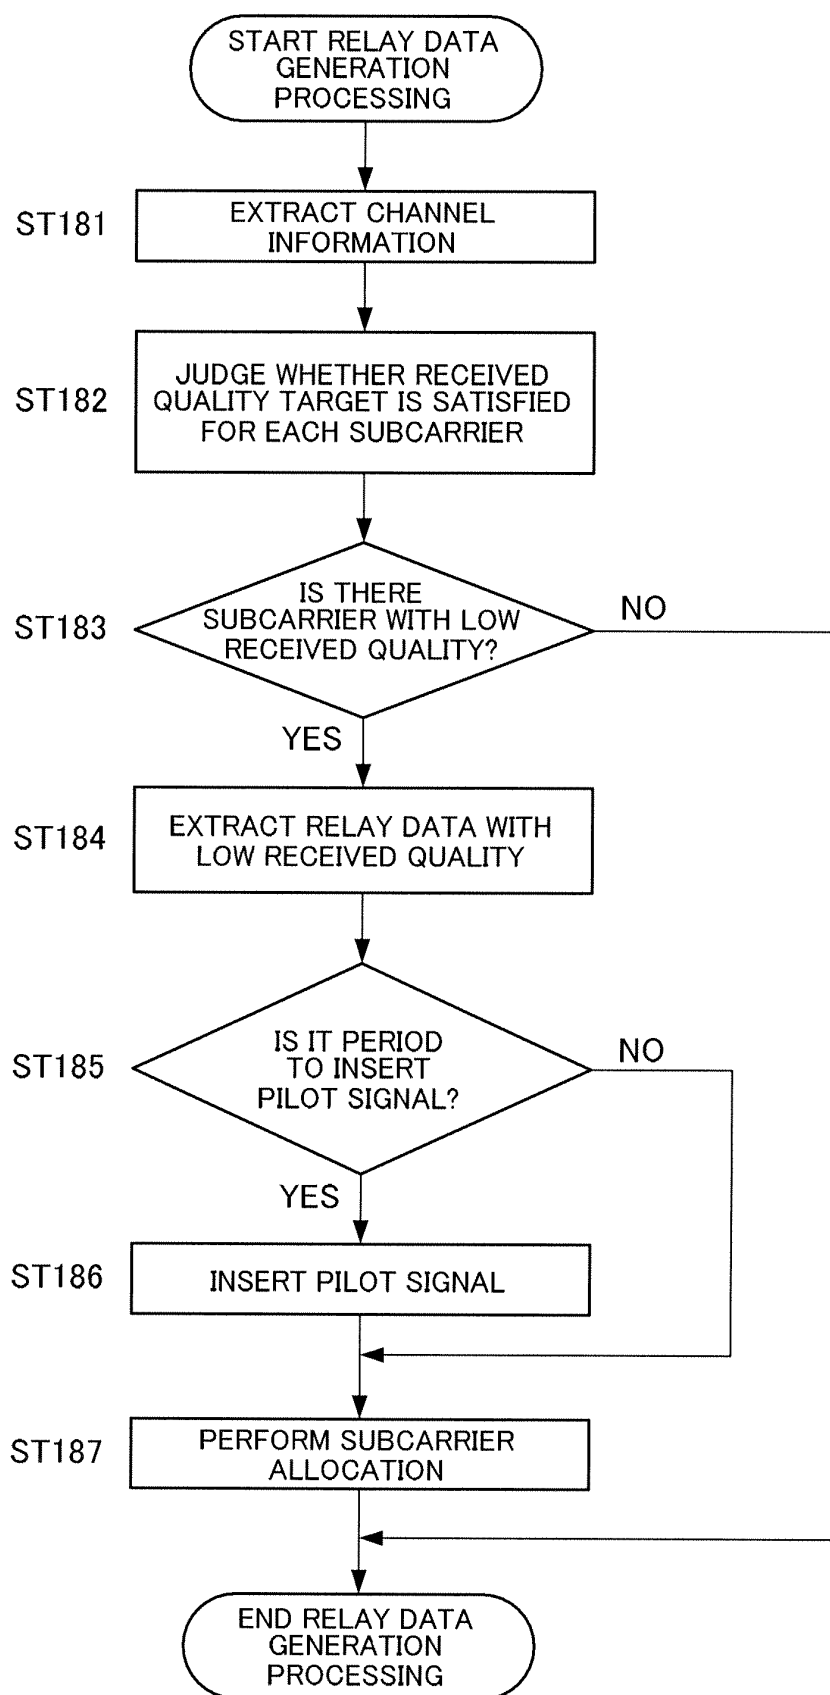 START RELAY DATA
GENERATION
PROCESSING
ST181
EXTRACT CHANNEL
INFORMATION
ST182
JUDGE WHETHER RECEIVED
QUALITY TARGET IS SATISFIED
FOR EACH SUBCARRIER
ST183
IS THERE
SUBCARRIER WITH LOW
RECEIVED QUALITY?
NO
YES
ST184
EXTRACT RELAY DATA WITH
LOW RECEIVED QUALITY
ST185
IS IT PERIOD
TO INSERT
PILOT SIGNAL?
NO
YES
ST186
INSERT PILOT SIGNAL
ST187
PERFORM SUBCARRIER
ALLOCATION
END RELAY DATA
GENERATION
PROCESSING